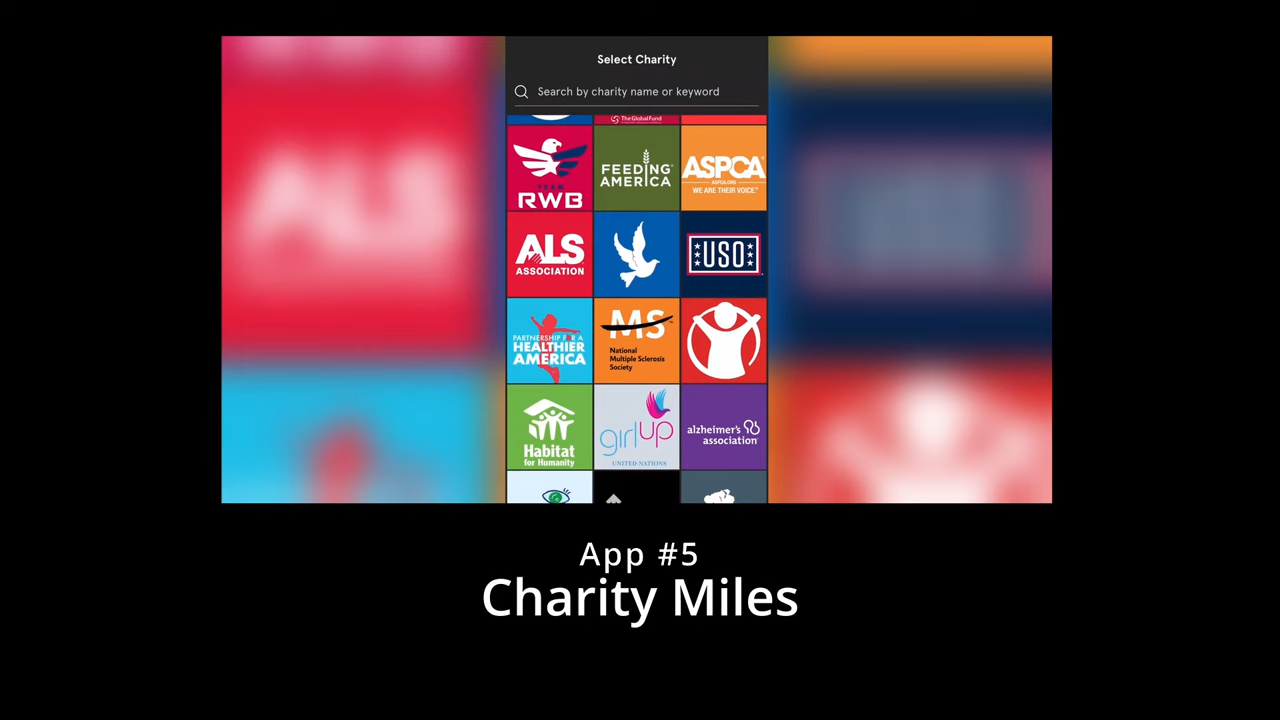 Select Charity
Search by charity name or keyword
The Global Fund
TEAM
RWB
FEEDING
AMERICA
ASPCA
ASPCA.ORG
WE ARE THEIR VOICE™
ALS
ASSOCIATION
USO
PARTNERSHIP FOR A
HEALTHIER
AMERICA
MS
National
Multiple Sclerosis
Society
Habitat
for Humanity
girl up
UNITED NATIONS
alzheimer's
association
ALS
App #5
Charity Miles